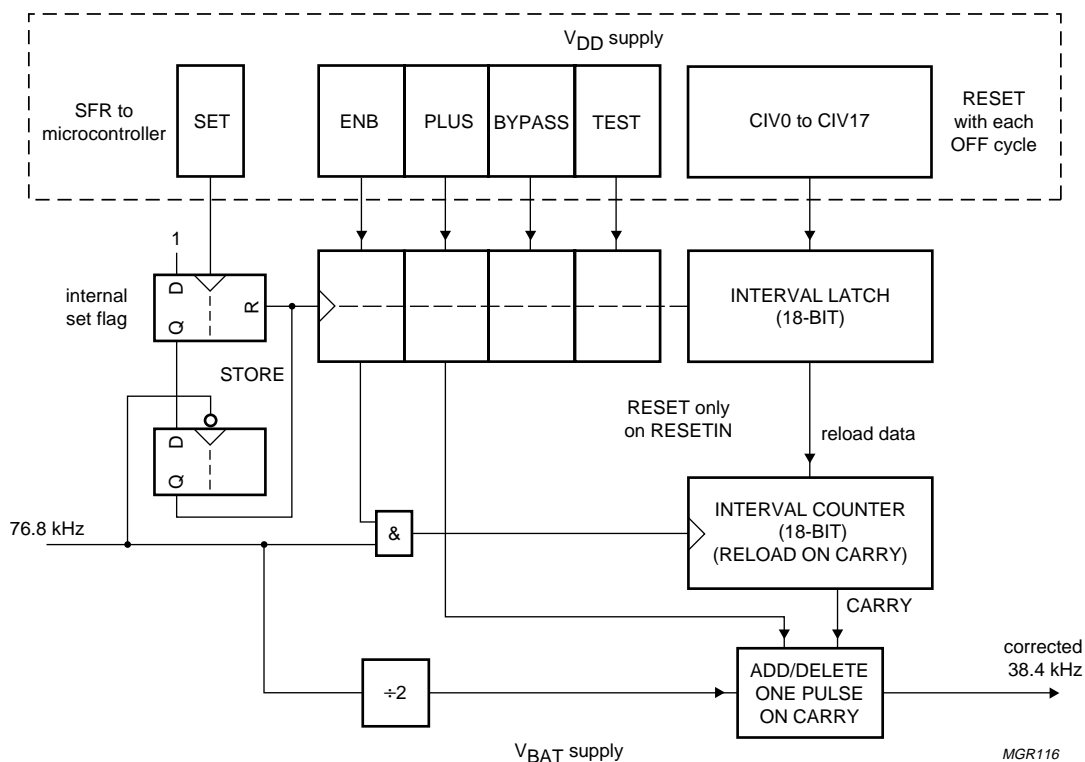 VDD supply
SFR to
microcontroller
SET
ENB
PLUS
BYPASS
TEST
CIV0 to CIV17
RESET
with each
OFF cycle
1
D
R
Q
internal
set flag
INTERVAL LATCH
(18-BIT)
STORE
RESET only
on RESETIN
reload data
D
Q
76.8 kHz
&
INTERVAL COUNTER
(18-BIT)
(RELOAD ON CARRY)
CARRY
÷2
ADD/DELETE
ONE PULSE
ON CARRY
corrected
38.4 kHz
VBAT supply
MGR116